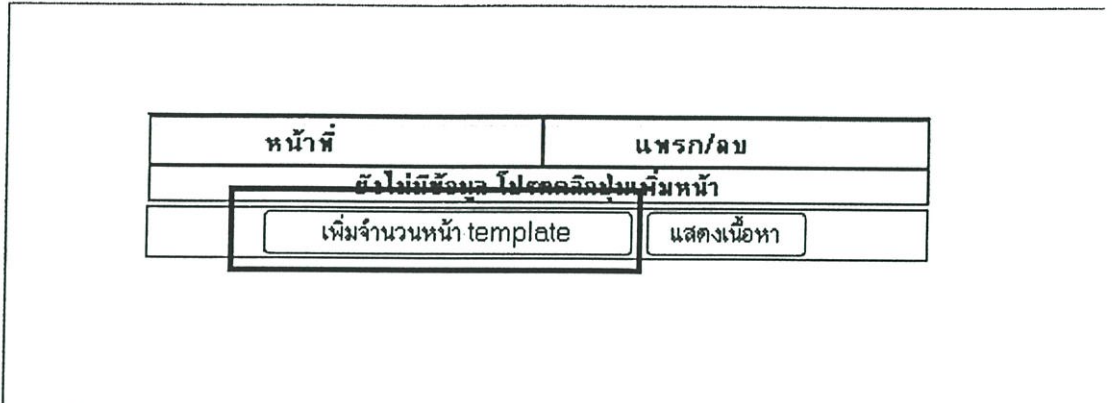 หน้าที่ แทรก/ลบ
ยังไม่มีข้อมูล โปรดคลิกปุ่มเพิ่มหน้า
เพิ่มจำนวนหน้า template แสดงเนื้อหา